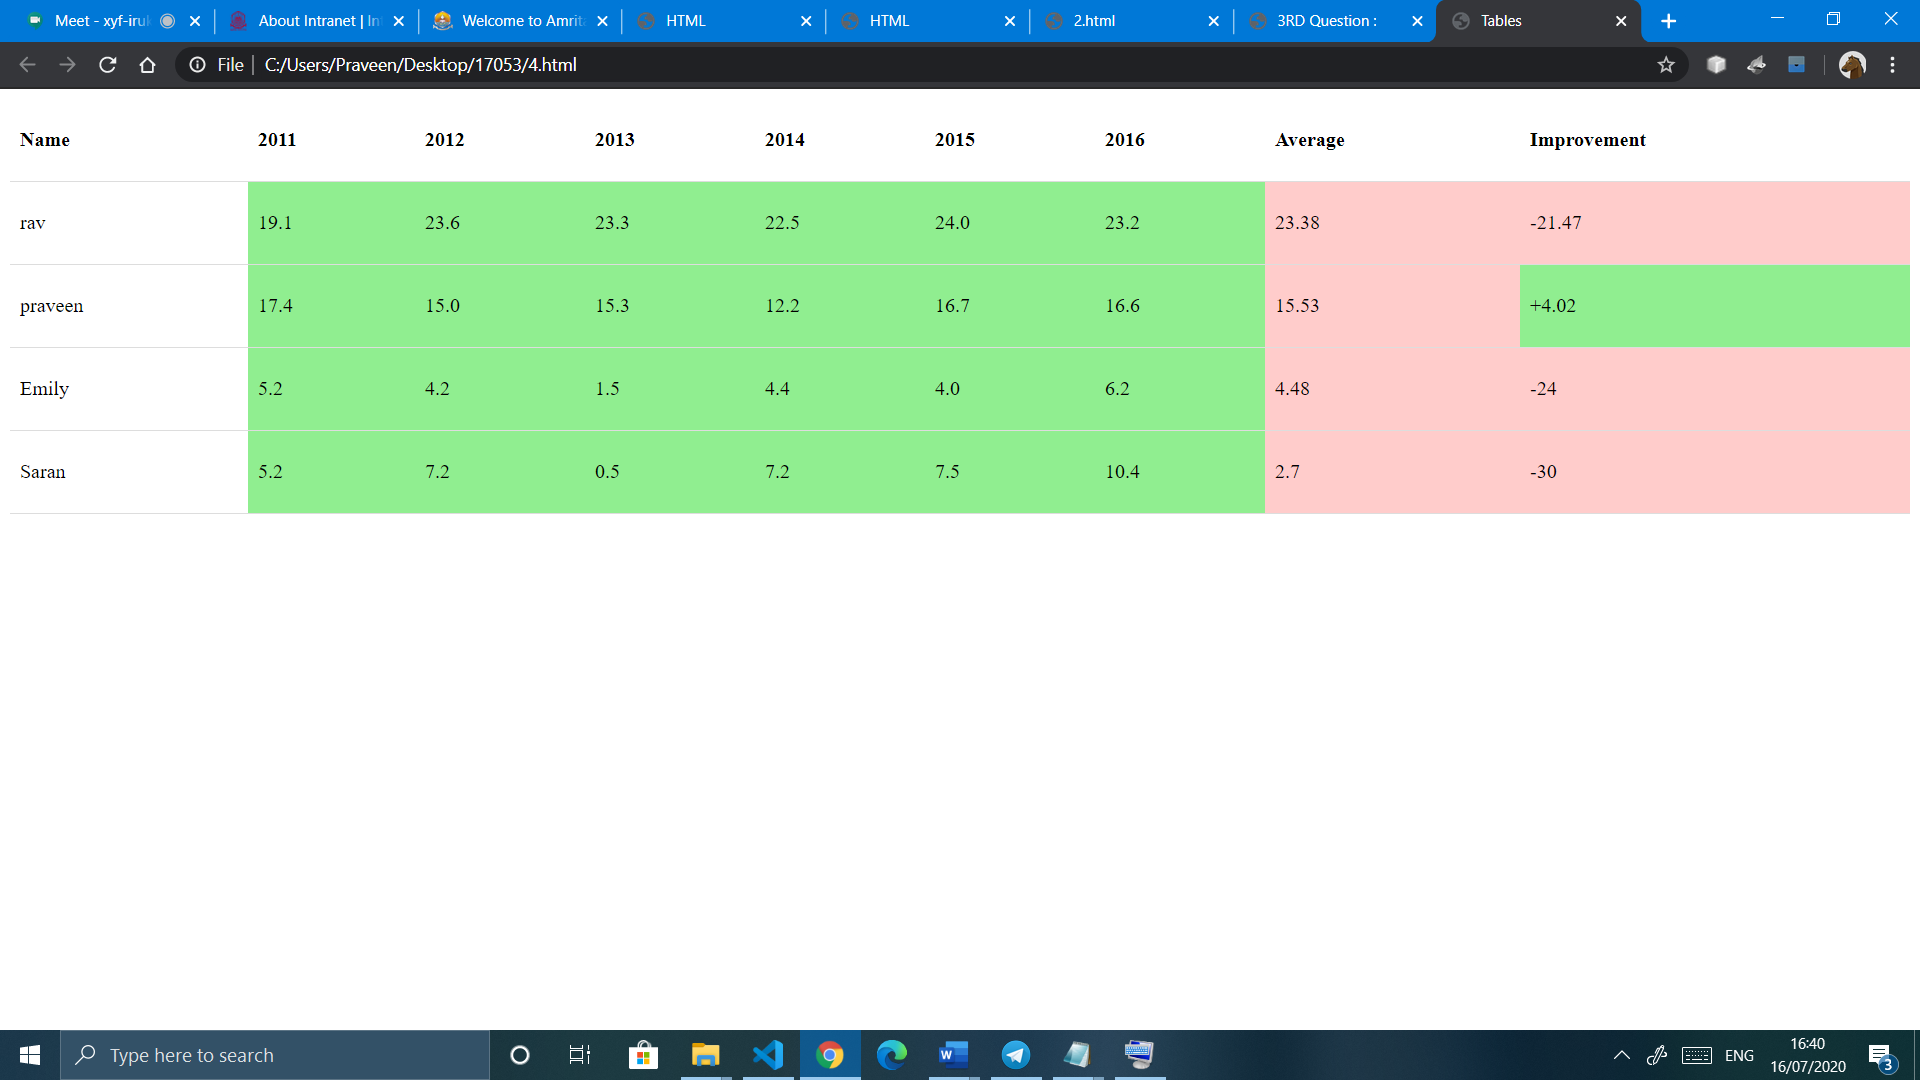 Meet - xyf-iruk
About Intranet | Int
Welcome to Amrita
HTML
HTML
2.html
3RD Question :
Tables
File | C:/Users/Praveen/Desktop/17053/4.html
Name 2011 2012 2013 2014 2015 2016 Average Improvement
rav 19.1 23.6 23.3 22.5 24.0 23.2 23.38 -21.47
praveen 17.4 15.0 15.3 12.2 16.7 16.6 15.53 +4.02
Emily 5.2 4.2 1.5 4.4 4.0 6.2 4.48 -24
Saran 5.2 7.2 0.5 7.2 7.5 10.4 2.7 -30
Type here to search
W
ENG
16:40
16/07/2020
3